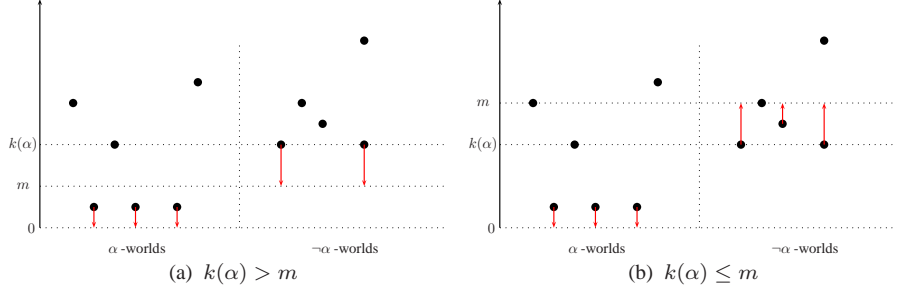 k(α)
m
0
α -worlds
¬α -worlds
(a) k(α) > m
m
k(α)
0
α -worlds
¬α -worlds
(b) k(α) ≤ m